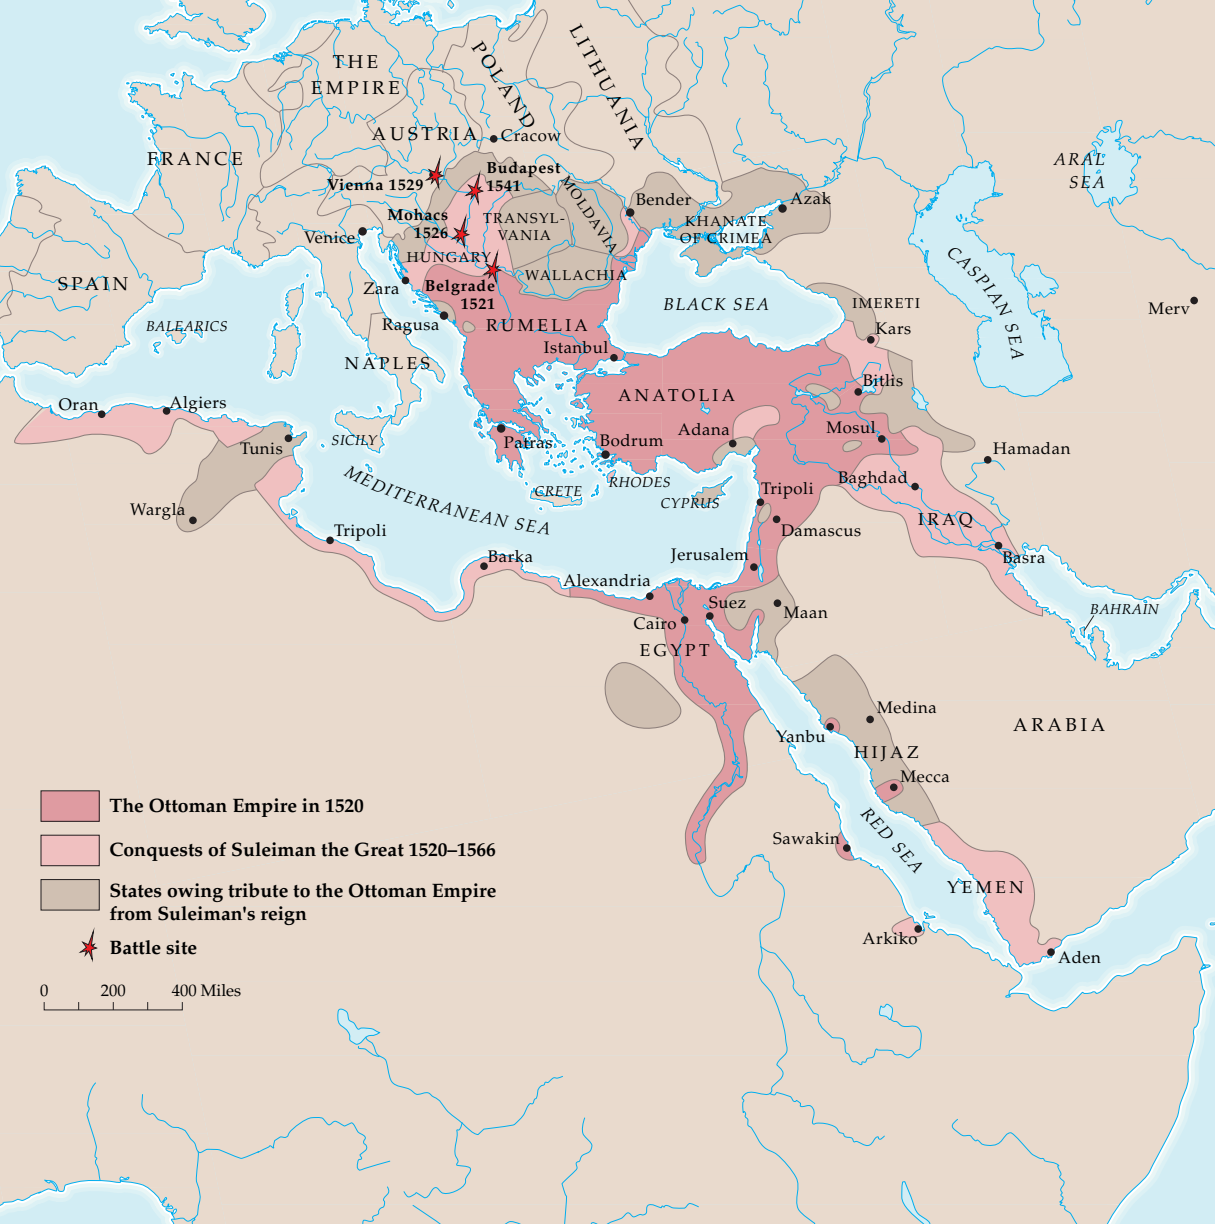 THE
EMPIRE
POLAND
LITHUANIA
AUSTRIA
Cracow
FRANCE
ARAL
SEA
Vienna 1529
Budapest
1541
MOLDAVIA
Bender
Azak
Mohacs
1526
TRANSYL-
VANIA
KHANATE
OF CRIMEA
Venice
HUNGARY
WALLACHIA
CASPIAN SEA
SPAIN
Zara
Belgrade
1521
BLACK SEA
IMERETI
Merv
BALEARICS
Ragusa
RUMELIA
Kars
Istanbul
NAPLES
Bitlis
ANATOLIA
Oran
Algiers
Mosul
Adana
Tunis
SICHY
Patras
Bodrum
Hamadan
MEDITERRANEAN SEA
Baghdad
CRETE
RHODES
CYPRUS
Tripoli
Wargla
IRAQ
Tripoli
Damascus
Barka
Jerusalem
Basra
Alexandria
Suez
Maan
BAHRAIN
Cairo
EGYPT
Medina
ARABIA
Yanbu
HIJAZ
Mecca
The Ottoman Empire in 1520
Conquests of Suleiman the Great 1520–1566
States owing tribute to the Ottoman Empire
from Suleiman's reign
Battle site
0 200 400 Miles
RED SEA
Sawakin
YEMEN
Arkiko
Aden